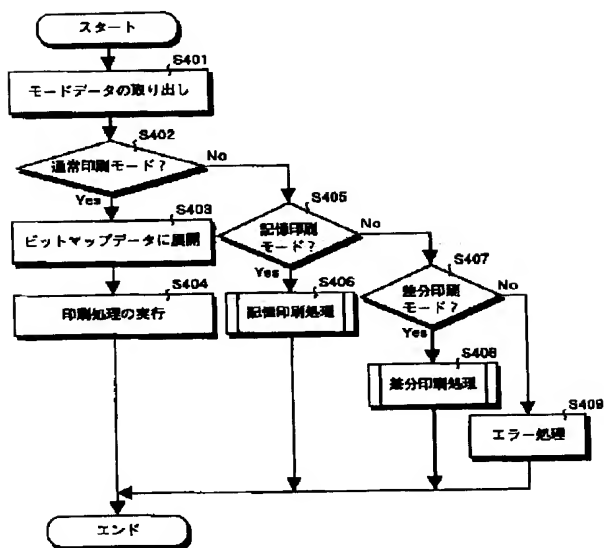 スタート
S401
モードデータの取り出し
S402
通常印刷モード?
No
Yes
S403
ビットマップデータに展開
S404
印刷処理の実行
S405
記憶印刷
モード?
No
Yes
S406
記憶印刷処理
S407
差分印刷
モード?
No
Yes
S408
差分印刷処理
S409
エラー処理
エンド